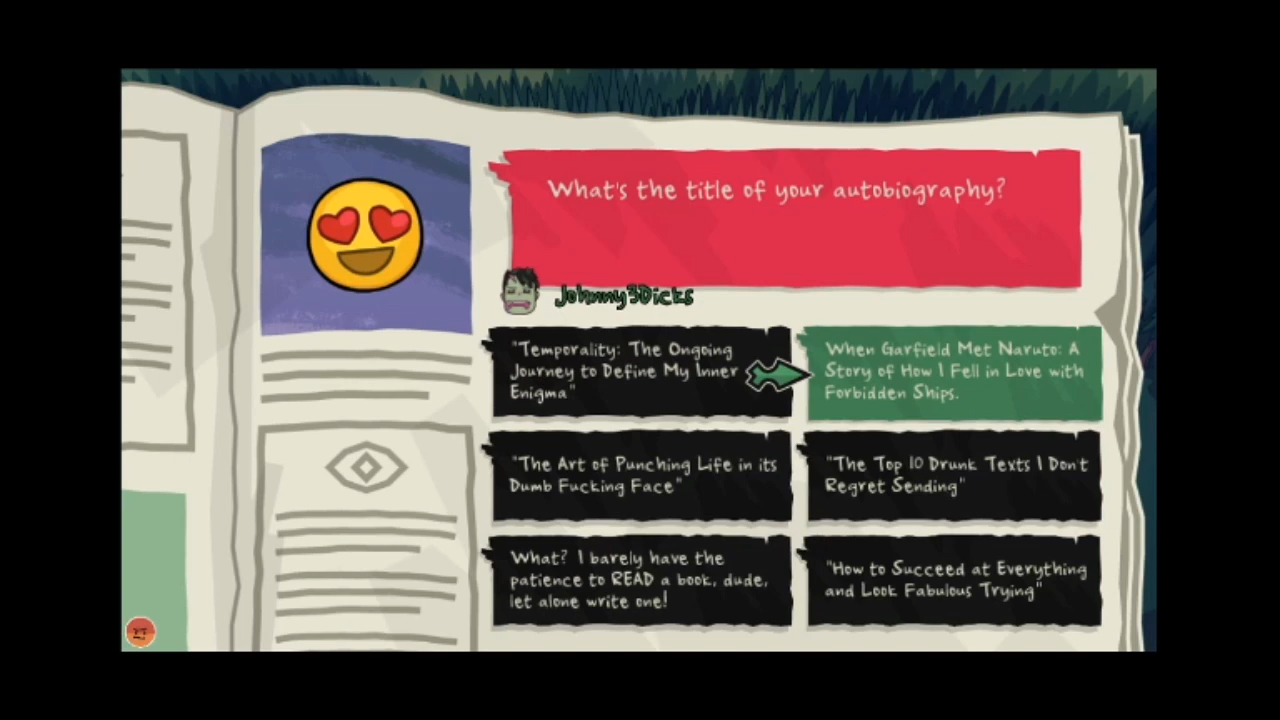 What's the title of your autobiography?
Johnny3Dicks
"Temporality: The Ongoing
Journey to Define My Inner
Enigma"
When Garfield Met Naruto: A
Story of How I Fell in Love with
Forbidden Ships.
"The Art of Punching Life in its
Dumb Fucking Face"
"The Top 10 Drunk Texts I Don't
Regret Sending"
What? I barely have the
patience to READ a book, dude,
let alone write one!
"How to Succeed at Everything
and Look Fabulous Trying"